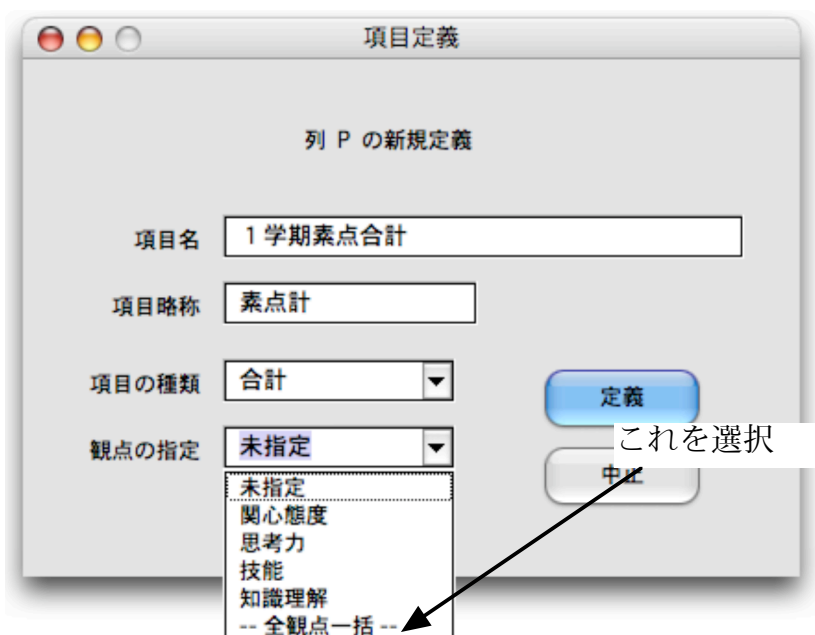 項目定義
列 P の新規定義
項目名
1 学期素点合計
項目略称
素点計
項目の種類
合計
定義
これを選択
観点の指定
未指定
中止
未指定
関心態度
思考力
技能
知識理解
-- 全観点一括 --